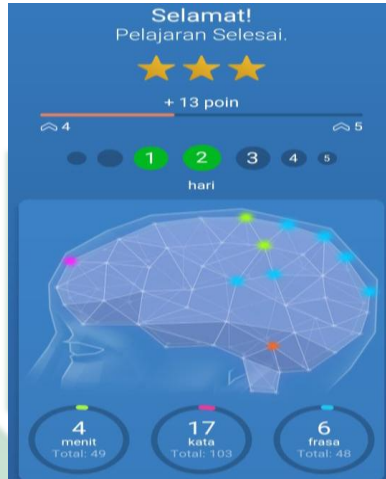 Selamat!
Pelajaran Selesai.
+ 13 poin
4 5
1 2 3 4 5
hari
4 17 6
menit kata frasa
Total: 49 Total: 103 Total: 48